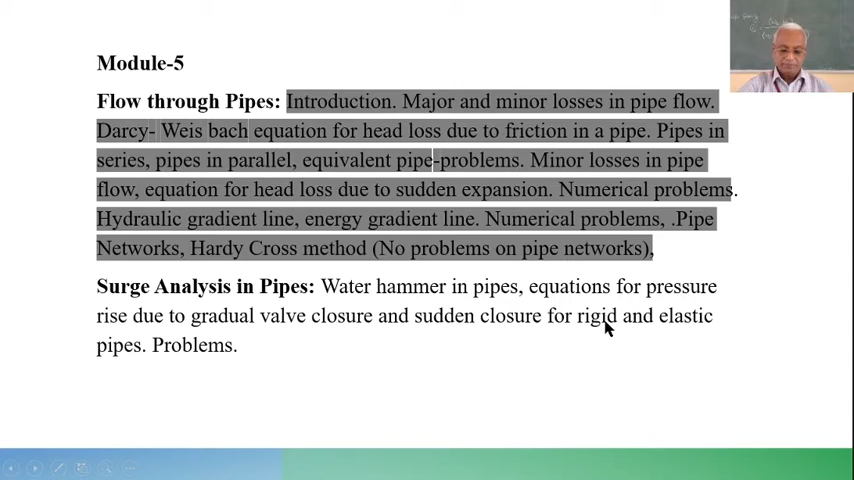 Module-5
Flow through Pipes: Introduction. Major and minor losses in pipe flow.
Darcy- Weis bach equation for head loss due to friction in a pipe. Pipes in
series, pipes in parallel, equivalent pipe-problems. Minor losses in pipe
flow, equation for head loss due to sudden expansion. Numerical problems.
Hydraulic gradient line, energy gradient line. Numerical problems, .Pipe
Networks, Hardy Cross method (No problems on pipe networks),
Surge Analysis in Pipes: Water hammer in pipes, equations for pressure
rise due to gradual valve closure and sudden closure for rigid and elastic
pipes. Problems.